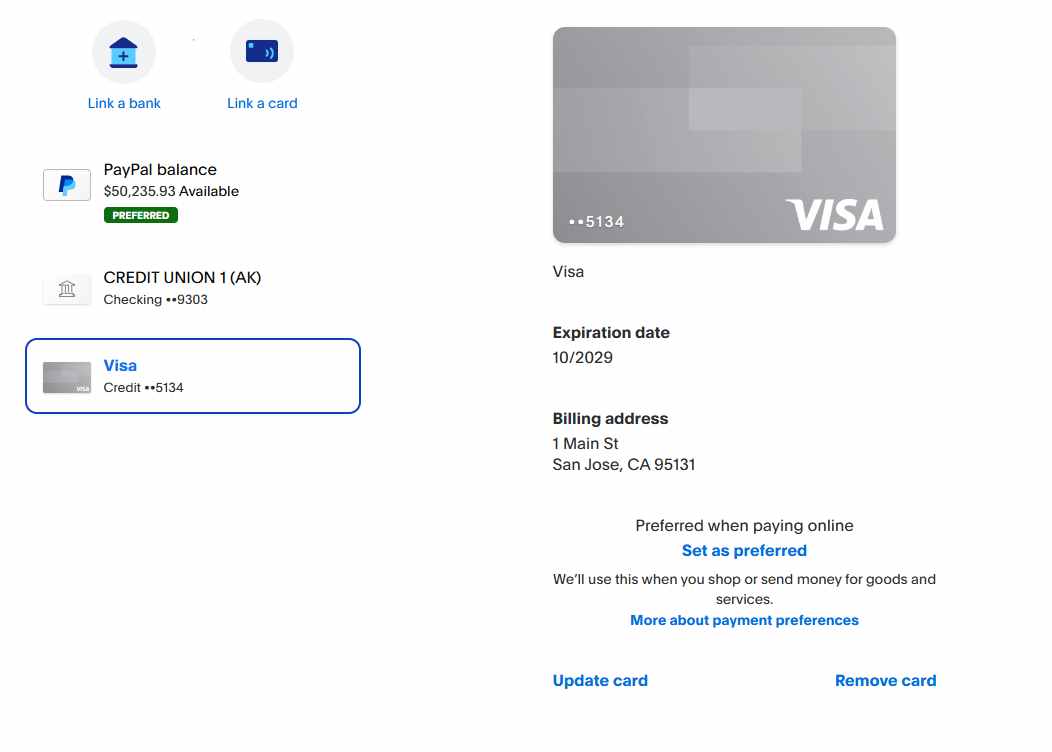 Link a bank
Link a card
PayPal balance
$50,235.93 Available
PREFERRED
CREDIT UNION 1 (AK)
Checking ••9303
VISA
Visa
Credit ••5134
••5134
VISA
Visa
Expiration date
10/2029
Billing address
1 Main St
San Jose, CA 95131
Preferred when paying online
Set as preferred
We’ll use this when you shop or send money for goods and
services.
More about payment preferences
Update card
Remove card